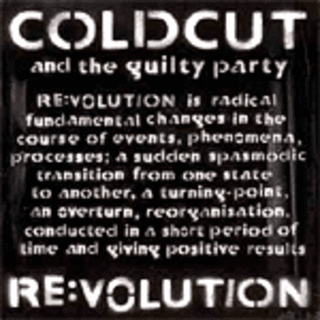 COLDCUT
and the guilty party
RE:VOLUTION is radical
fundamental changes in the
course of events, phenomena,
processes; a sudden spasmodic
transition from one state
to another, a turning-point,
an overturn, reorganisation,
conducted in a short period of
time and giving positive results
RE:VOLUTION